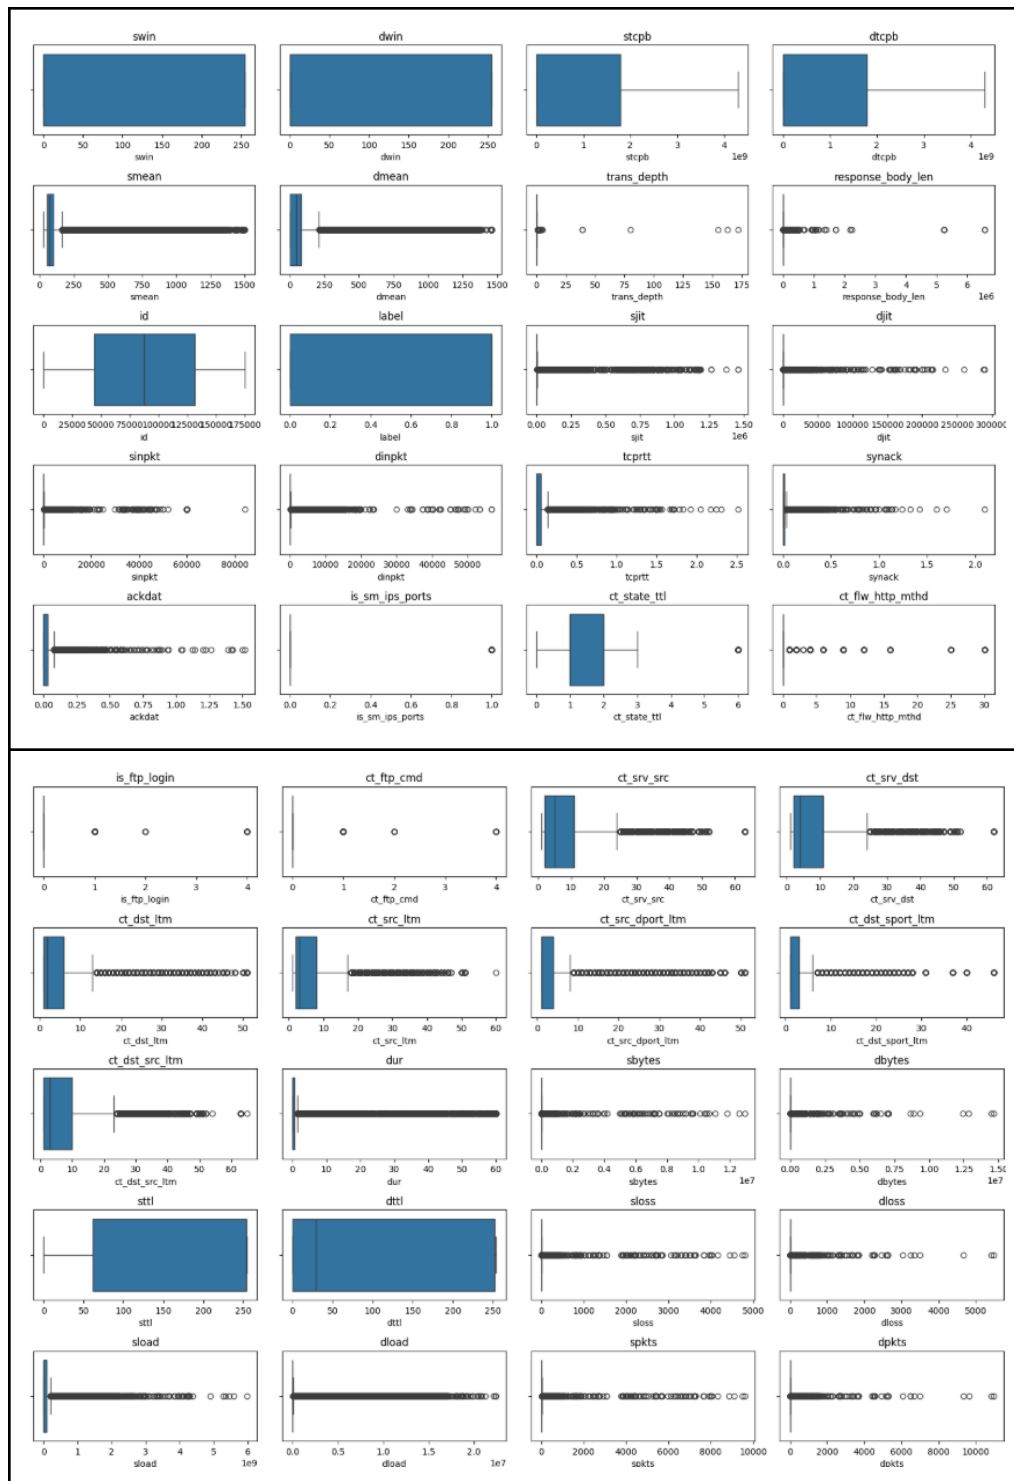 swin dwin stcpb dtcpb
0 50 100 150 200 250 0 50 100 150 200 250 0 1 2 3 4 0 1 2 3 4
1e9 1e9
swin dwin stcpb dtcpb
smean dmean trans_depth response_body_len
0 250 500 750 1000 1250 1500 0 250 500 750 1000 1250 1500 0 25 50 75 100 125 150 175 0 1 2 3 4 5 6
1e6
smean dmean trans_depth response_body_len
id label sjit djit
0 25000 50000 75000 100000 125000 150000 175000 0.0 0.2 0.4 0.6 0.8 1.0 0.00 0.25 0.50 0.75 1.00 1.25 1.50 0 50000 100000 150000 200000 250000 300000
1e6
id label sjit djit
sinpkt dinpkt tcprtt synack
0 20000 40000 60000 80000 0 10000 20000 30000 40000 50000 0.0 0.5 1.0 1.5 2.0 2.5 0.0 0.5 1.0 1.5 2.0
sinpkt dinpkt tcprtt synack
ackdat is_sm_ips_ports ct_state_ttl ct_flw_http_mthd
0.00 0.25 0.50 0.75 1.00 1.25 1.50 0.0 0.2 0.4 0.6 0.8 1.0 0 1 2 3 4 5 6 0 5 10 15 20 25 30
ackdat is_sm_ips_ports ct_state_ttl ct_flw_http_mthd
is_ftp_login ct_ftp_cmd ct_srv_src ct_srv_dst
0 1 2 3 4 0 1 2 3 4 0 10 20 30 40 50 60 0 10 20 30 40 50 60
is_ftp_login ct_ftp_cmd ct_srv_src ct_srv_dst
ct_dst_ltm ct_src_ltm ct_src_dport_ltm ct_dst_sport_ltm
0 10 20 30 40 50 0 10 20 30 40 50 60 0 10 20 30 40 50 0 10 20 30 40
ct_dst_ltm ct_src_ltm ct_src_dport_ltm ct_dst_sport_ltm
ct_dst_src_ltm dur sbytes dbytes
0 10 20 30 40 50 60 0 10 20 30 40 50 60 0.0 0.2 0.4 0.6 0.8 1.0 1.2 0.00 0.25 0.50 0.75 1.00 1.25 1.50
1e7 1e7
ct_dst_src_ltm dur sbytes dbytes
sttl dttl sloss dloss
0 50 100 150 200 250 0 50 100 150 200 250 0 1000 2000 3000 4000 5000 0 1000 2000 3000 4000 5000
sttl dttl sloss dloss
sload dload spkts dpkts
0 1 2 3 4 5 6 0.0 0.5 1.0 1.5 2.0 0 2000 4000 6000 8000 10000 0 2000 4000 6000 8000 10000
1e9 1e7
sload dload spkts dpkts